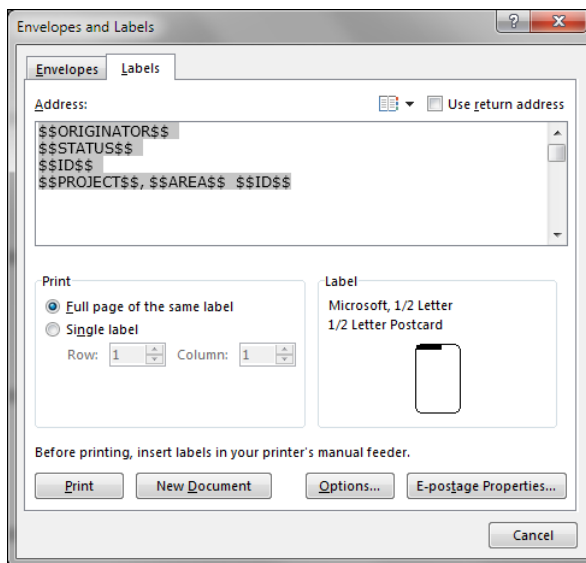 Envelopes and Labels
?
Envelopes Labels
Address: Use return address
$$ORIGINATOR$$
$$STATUS$$
$$ID$$
$$PROJECT$$, $$AREA$$ $$ID$$
Print
Full page of the same label
Single label
Row: 1 Column: 1
Label
Microsoft, 1/2 Letter
1/2 Letter Postcard
Before printing, insert labels in your printer's manual feeder.
Print New Document Options... E-postage Properties...
Cancel